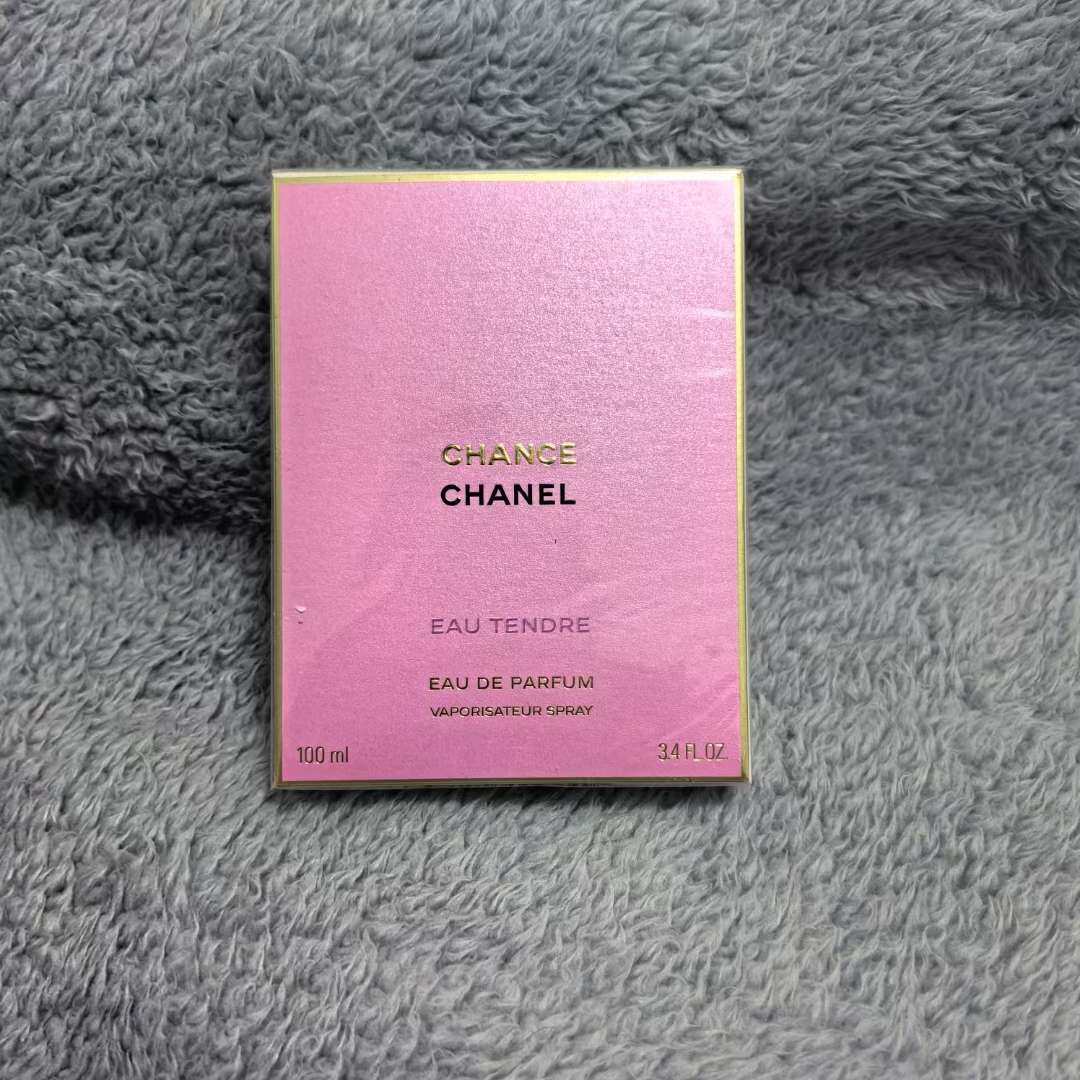 CHANCE
CHANEL
EAU TENDRE
EAU DE PARFUM
VAPORISATEUR SPRAY
100 ml
3.4 FL.OZ.